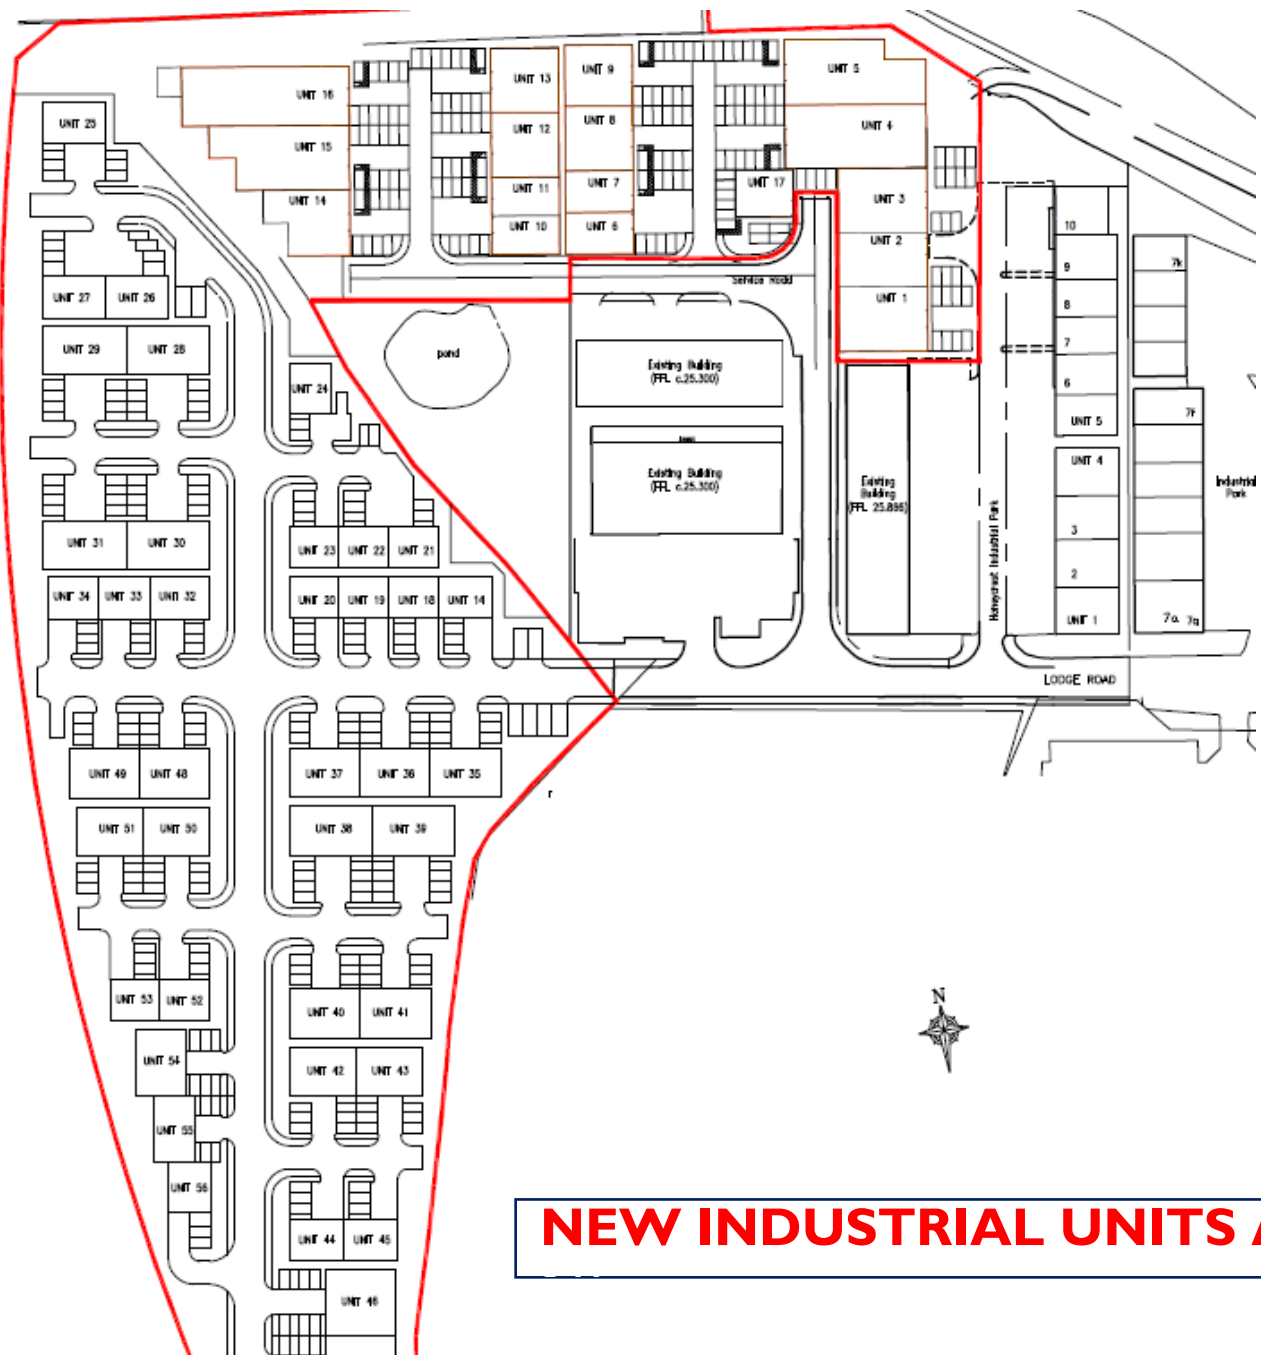 UNIT 16
UNIT 13
UNIT 9
UNIT 5
UNIT 25
UNIT 15
UNIT 12
UNIT 8
UNIT 4
UNIT 14
UNIT 11
UNIT 7
UNIT 17
UNIT 3
UNIT 10
UNIT 6
UNIT 2
UNIT 1
Service Road
10
9
8
7
6
UNIT 5
UNIT 4
3
2
UNIT 1
7k
7f
7a 7g
Industrial
Park
UNIT 27
UNIT 26
UNIT 29
UNIT 28
UNIT 24
pond
Existing Building
(FFL c.25.300)
Existing Building
(FFL c.25.300)
Existing
Building
Honeycrest Industrial Park
UNIT 31
UNIT 30
UNIT 23
UNIT 22
UNIT 21
UNIT 34
UNIT 33
UNIT 32
UNIT 20
UNIT 19
UNIT 18
UNIT 14
LODGE ROAD
UNIT 49
UNIT 48
UNIT 37
UNIT 36
UNIT 35
r
UNIT 51
UNIT 50
UNIT 38
UNIT 39
UNIT 53
UNIT 52
UNIT 40
UNIT 41
N
UNIT 54
UNIT 42
UNIT 43
UNIT 55
UNIT 56
UNIT 44
UNIT 45
UNIT 46
NEW INDUSTRIAL UNITS